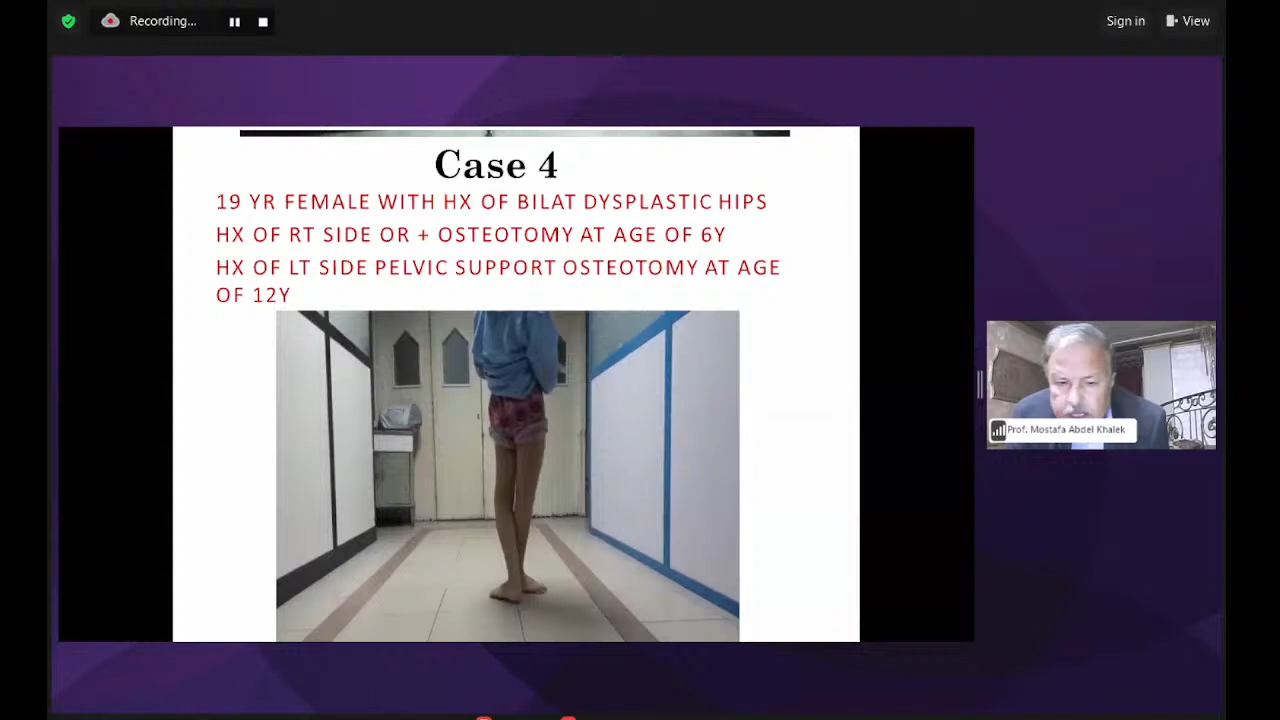 Recording...
Sign in
View
Case 4
19 YR FEMALE WITH HX OF BILAT DYSPLASTIC HIPS
HX OF RT SIDE OR + OSTEOTOMY AT AGE OF 6Y
HX OF LT SIDE PELVIC SUPPORT OSTEOTOMY AT AGE
OF 12Y
Prof. Mostafa Abdel Khalek